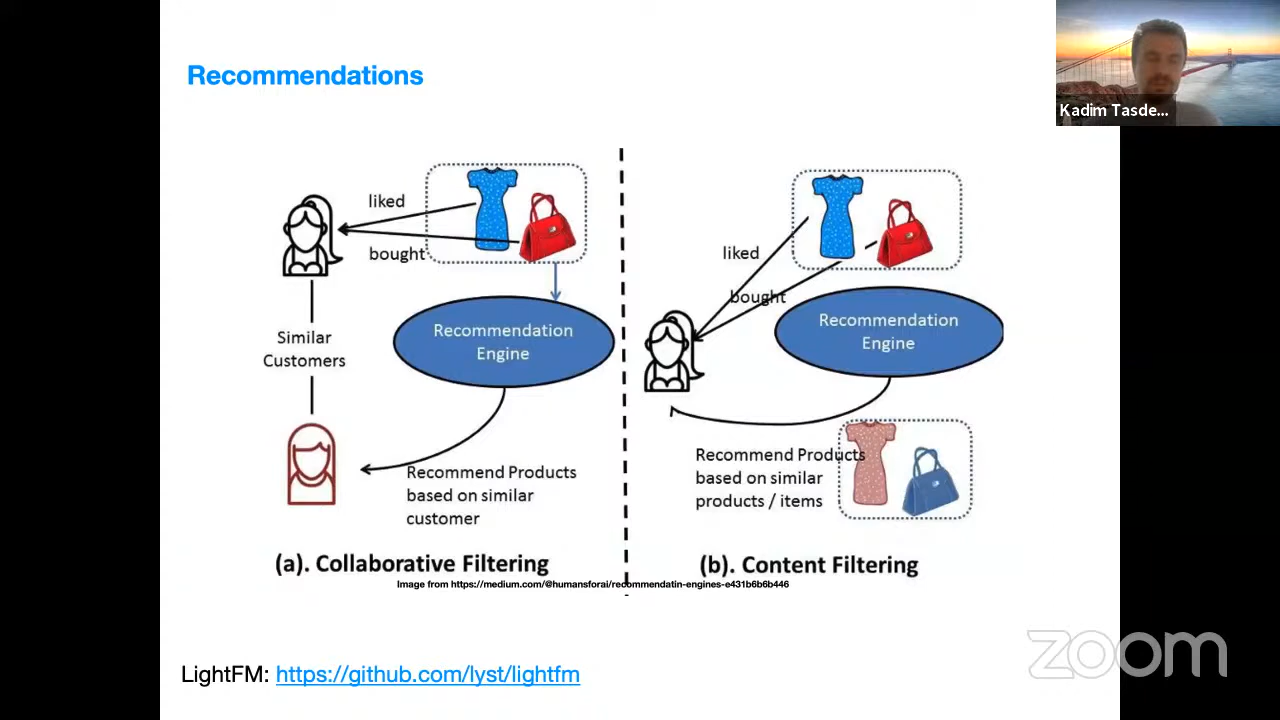 Recommendations
Kadim Tasde...
liked
bought
Similar
Customers
Recommendation
Engine
Recommend Products
based on similar
customer
(a). Collaborative Filtering
liked
bought
Recommendation
Engine
Recommend Products
based on similar
products / items
(b). Content Filtering
Image from https://medium.com/@humansforai/recommendatin-engines-e431b6b6b446
LightFM: https://github.com/lyst/lightfm
zoom